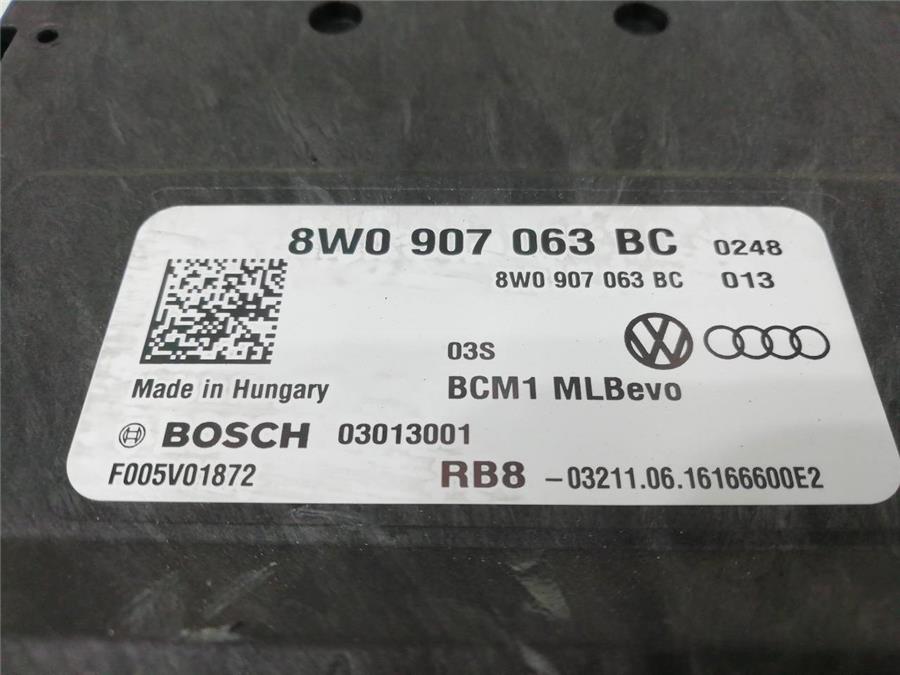 8W0 907 063 BC 0248
8W0 907 063 BC 013
03S
Made in Hungary BCM1 MLBevo
BOSCH 03013001
F005V01872 RB8 -03211.06.16166600E2